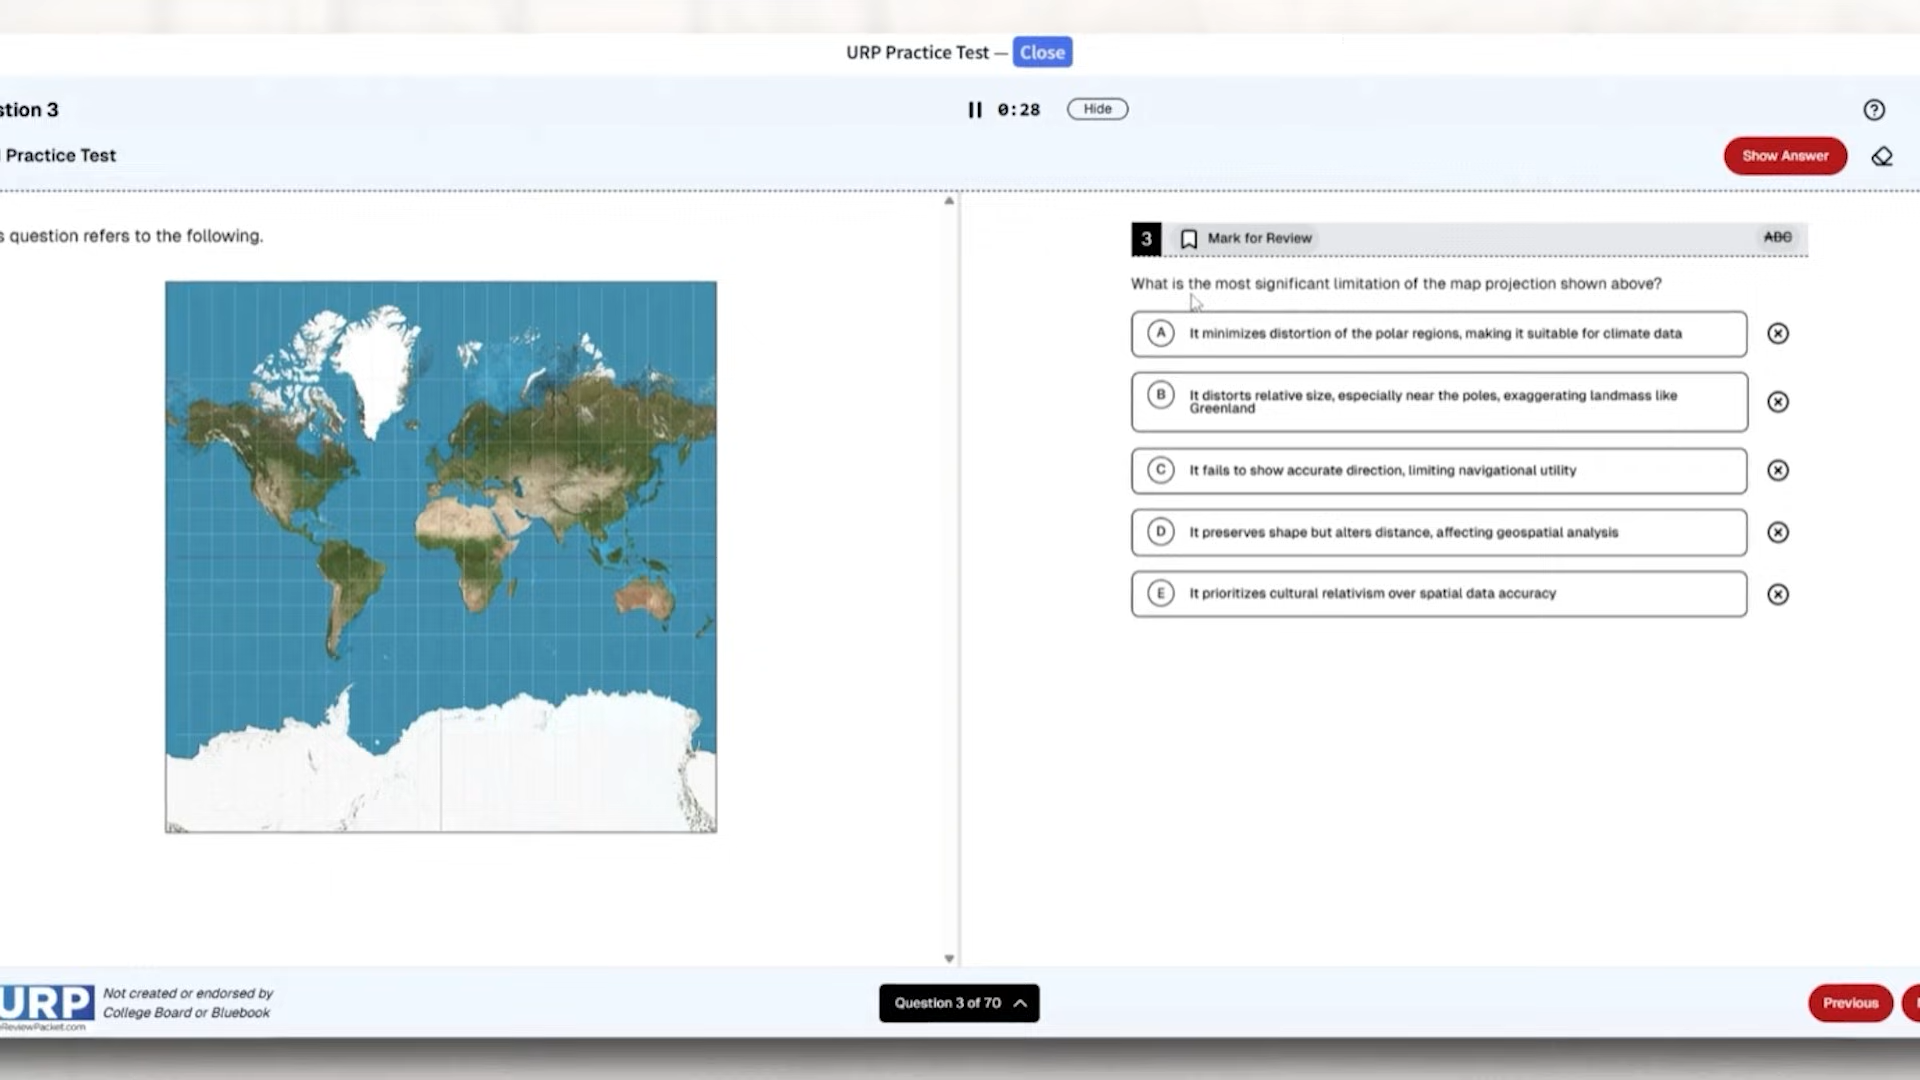 URP Practice Test — Close
stion 3
0:28 Hide
Practice Test
Show Answer
s question refers to the following.
3 Mark for Review ABC
What is the most significant limitation of the map projection shown above?
A It minimizes distortion of the polar regions, making it suitable for climate data
B It distorts relative size, especially near the poles, exaggerating landmass like
Greenland
C It fails to show accurate direction, limiting navigational utility
D It preserves shape but alters distance, affecting geospatial analysis
E It prioritizes cultural relativism over spatial data accuracy
URP
eReviewPacket.com
Not created or endorsed by
College Board or Bluebook
Question 3 of 70
Previous